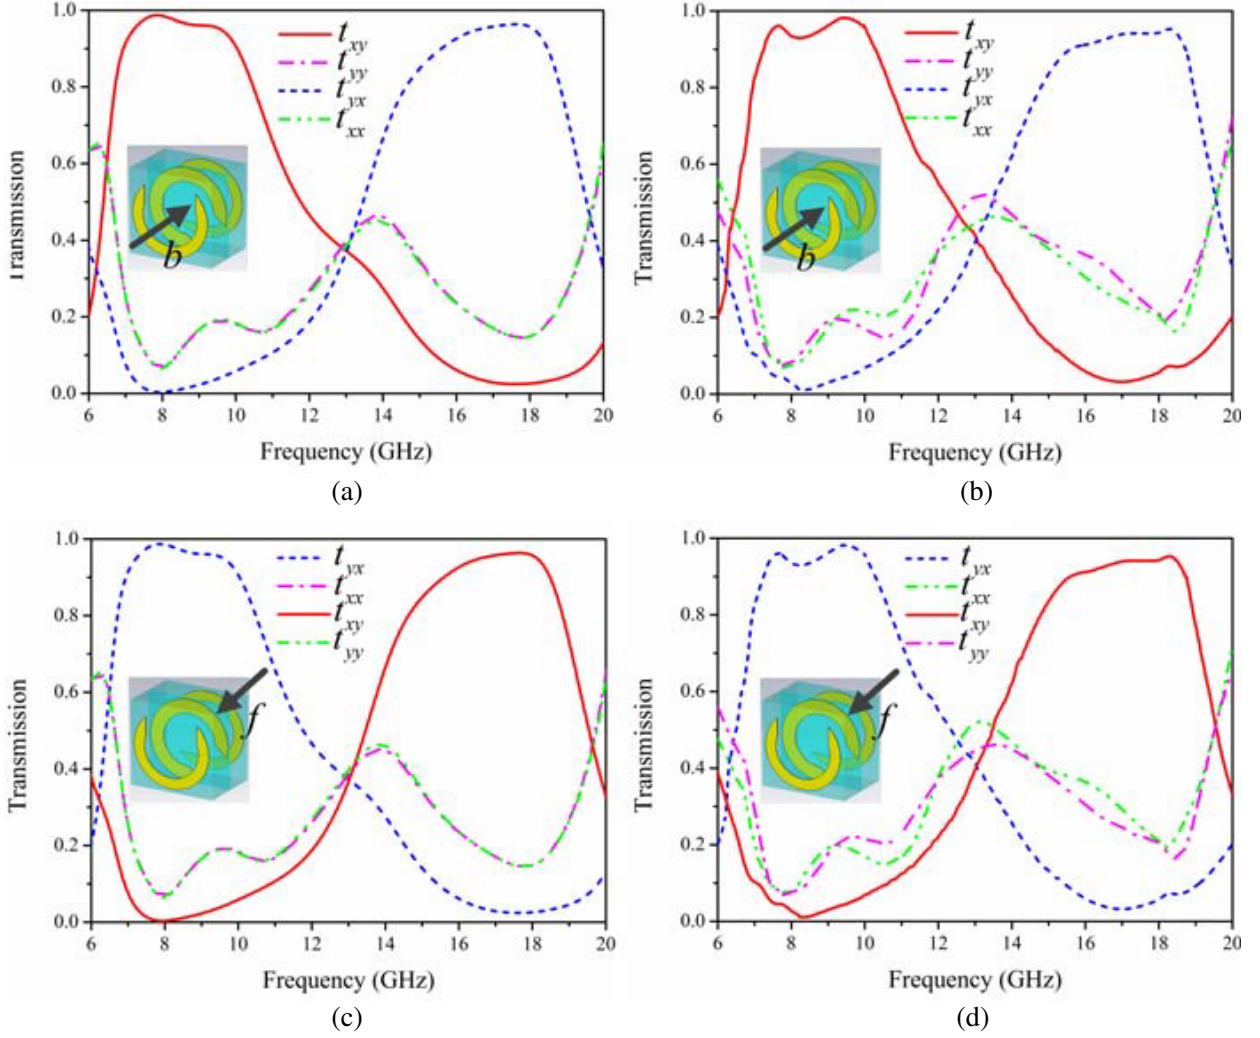 1.0
0.8
0.6
0.4
0.2
0.0
6 8 10 12 14 16 18 20
Transmission
Frequency (GHz)
t_xy
t_yy
t_yx
t_xx
b
(a)
1.0
0.8
0.6
0.4
0.2
0.0
6 8 10 12 14 16 18 20
Transmission
Frequency (GHz)
t_xy
t_yy
t_yx
t_xx
b
(b)
1.0
0.8
0.6
0.4
0.2
0.0
6 8 10 12 14 16 18 20
Transmission
Frequency (GHz)
t_yx
t_xx
t_xy
t_yy
f
(c)
1.0
0.8
0.6
0.4
0.2
0.0
6 8 10 12 14 16 18 20
Transmission
Frequency (GHz)
t_yx
t_xx
t_xy
t_yy
f
(d)